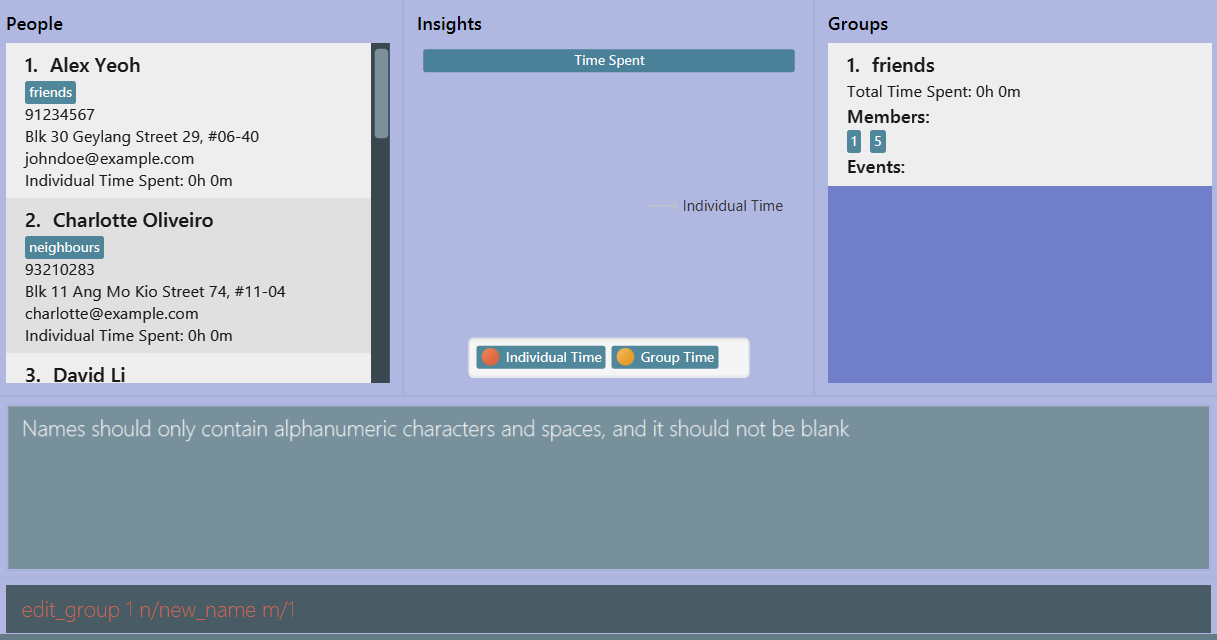 People
1. Alex Yeoh
friends
91234567
Blk 30 Geylang Street 29, #06-40
johndoe@example.com
Individual Time Spent: 0h 0m
2. Charlotte Oliveiro
neighbours
93210283
Blk 11 Ang Mo Kio Street 74, #11-04
charlotte@example.com
Individual Time Spent: 0h 0m
3. David Li
Insights
Time Spent
Individual Time
Individual Time Group Time
Groups
1. friends
Total Time Spent: 0h 0m
Members:
1 5
Events:
Names should only contain alphanumeric characters and spaces, and it should not be blank
edit_group 1 n/new_name m/1